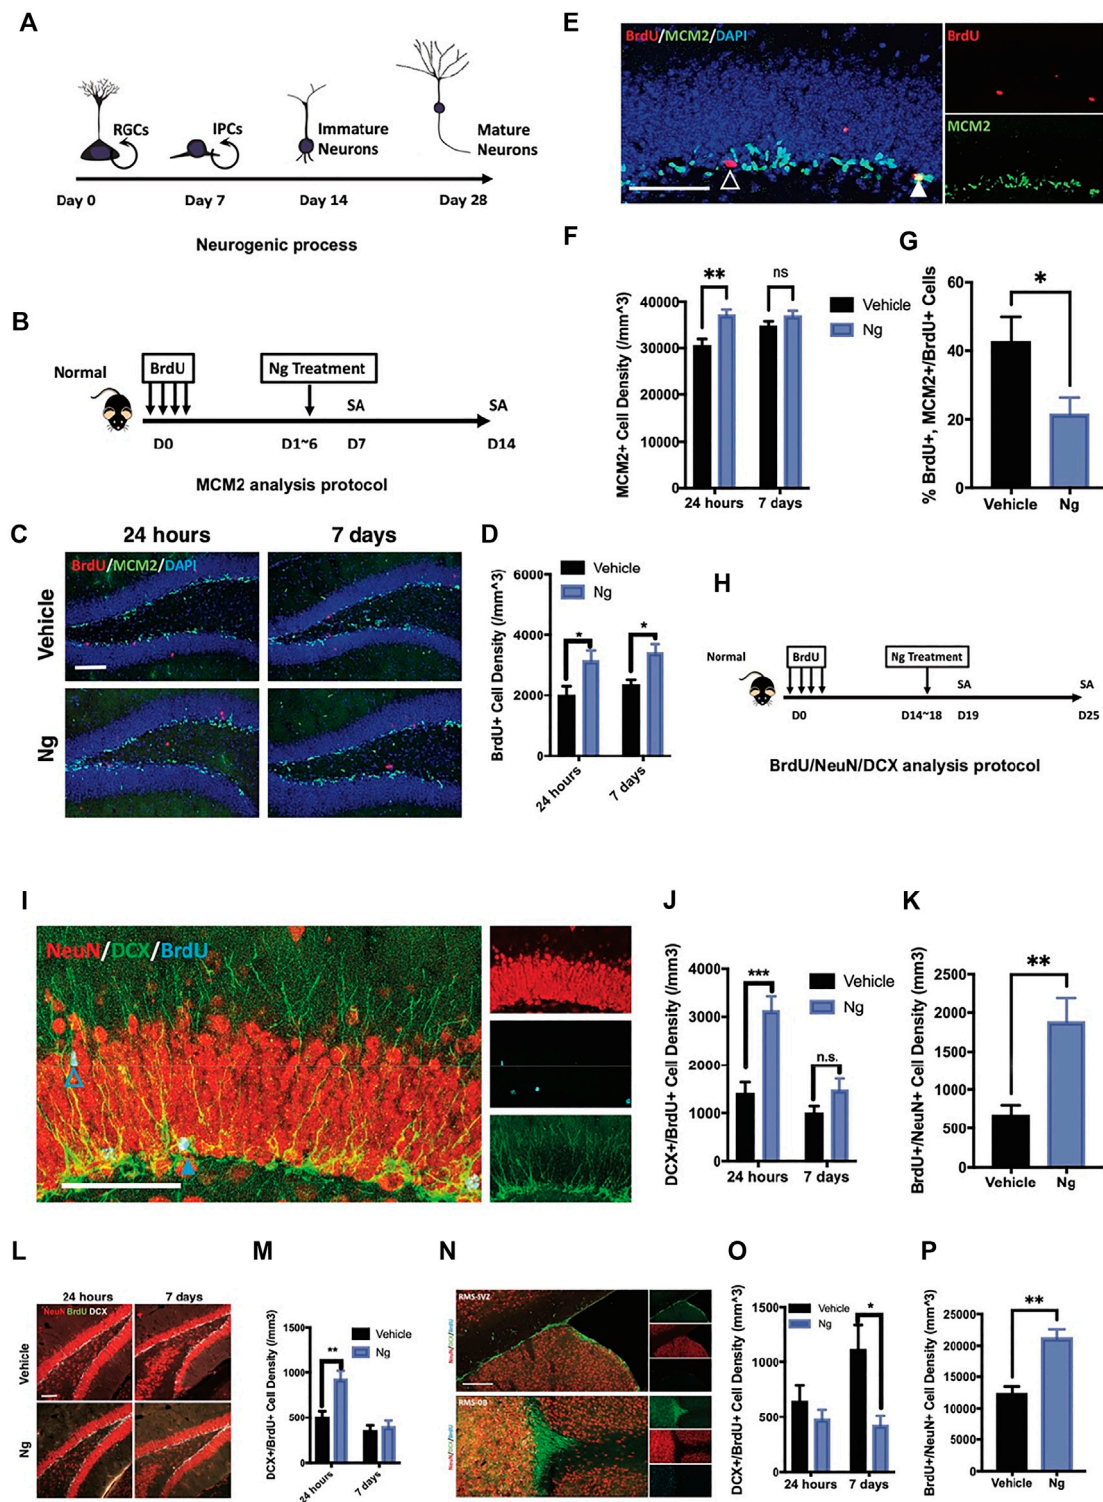 A
RGCs
IPCs
Immature
Neurons
Mature
Neurons
Day 0
Day 7
Day 14
Day 28
Neurogenic process
B
Normal
BrdU
Ng Treatment
SA
SA
D0
D1~6
D7
D14
MCM2 analysis protocol
C
24 hours
7 days
BrdU/MCM2/DAPI
Vehicle
Ng
D
BrdU+ Cell Density (/mm^3)
6000
4000
2000
0
Vehicle
Ng
*
*
24 hours
7 days
E
BrdU/MCM2/DAPI
BrdU
MCM2
F
MCM2+ Cell Density (/mm^3)
40000
30000
20000
10000
0
**
ns
Vehicle
Ng
24 hours
7 days
G
% BrdU+, MCM2+/BrdU+ Cells
60
40
20
0
*
Vehicle
Ng
H
Normal
BrdU
Ng Treatment
SA
SA
D0
D14~18
D19
D25
BrdU/NeuN/DCX analysis protocol
I
NeuN/DCX/BrdU
J
DCX+/BrdU+ Cell Density (/mm3)
4000
3000
2000
1000
0
***
n.s.
Vehicle
Ng
24 hours
7 days
K
BrdU+/NeuN+ Cell Density (/mm3)
2500
2000
1500
1000
500
0
**
Vehicle
Ng
L
24 hours
7 days
NeuN BrdU DCX
Vehicle
Ng
M
DCX+/BrdU+ Cell Density (/mm3)
1500
1000
500
0
**
Vehicle
Ng
24 hours
7 days
N
RMS-SVZ
NeuN/DCX/BrdU
RMS-OB
NeuN/DCX/BrdU
O
DCX+/BrdU+ Cell Density (/mm^3)
1500
1000
500
0
Vehicle
Ng
*
24 hours
7 days
P
BrdU+/NeuN+ Cell Density (/mm^3)
25000
20000
15000
10000
5000
0
**
Vehicle
Ng